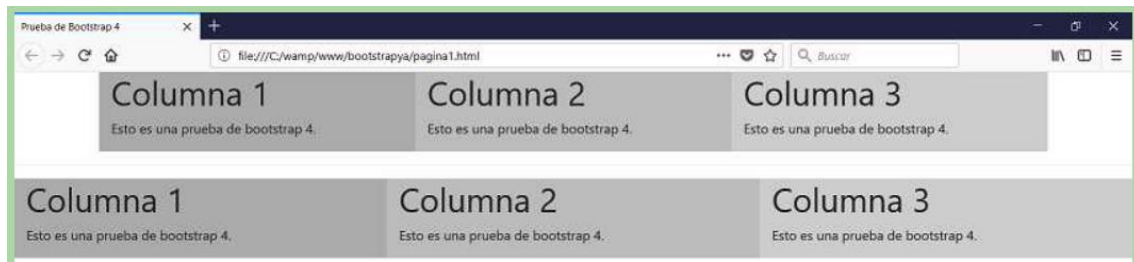 Prueba de Bootstrap 4
file:///C:/wamp/www/bootstrapya/pagina1.html
Buscar
Columna 1 Columna 2 Columna 3
Esto es una prueba de bootstrap 4. Esto es una prueba de bootstrap 4. Esto es una prueba de bootstrap 4.
Columna 1 Columna 2 Columna 3
Esto es una prueba de bootstrap 4. Esto es una prueba de bootstrap 4. Esto es una prueba de bootstrap 4.